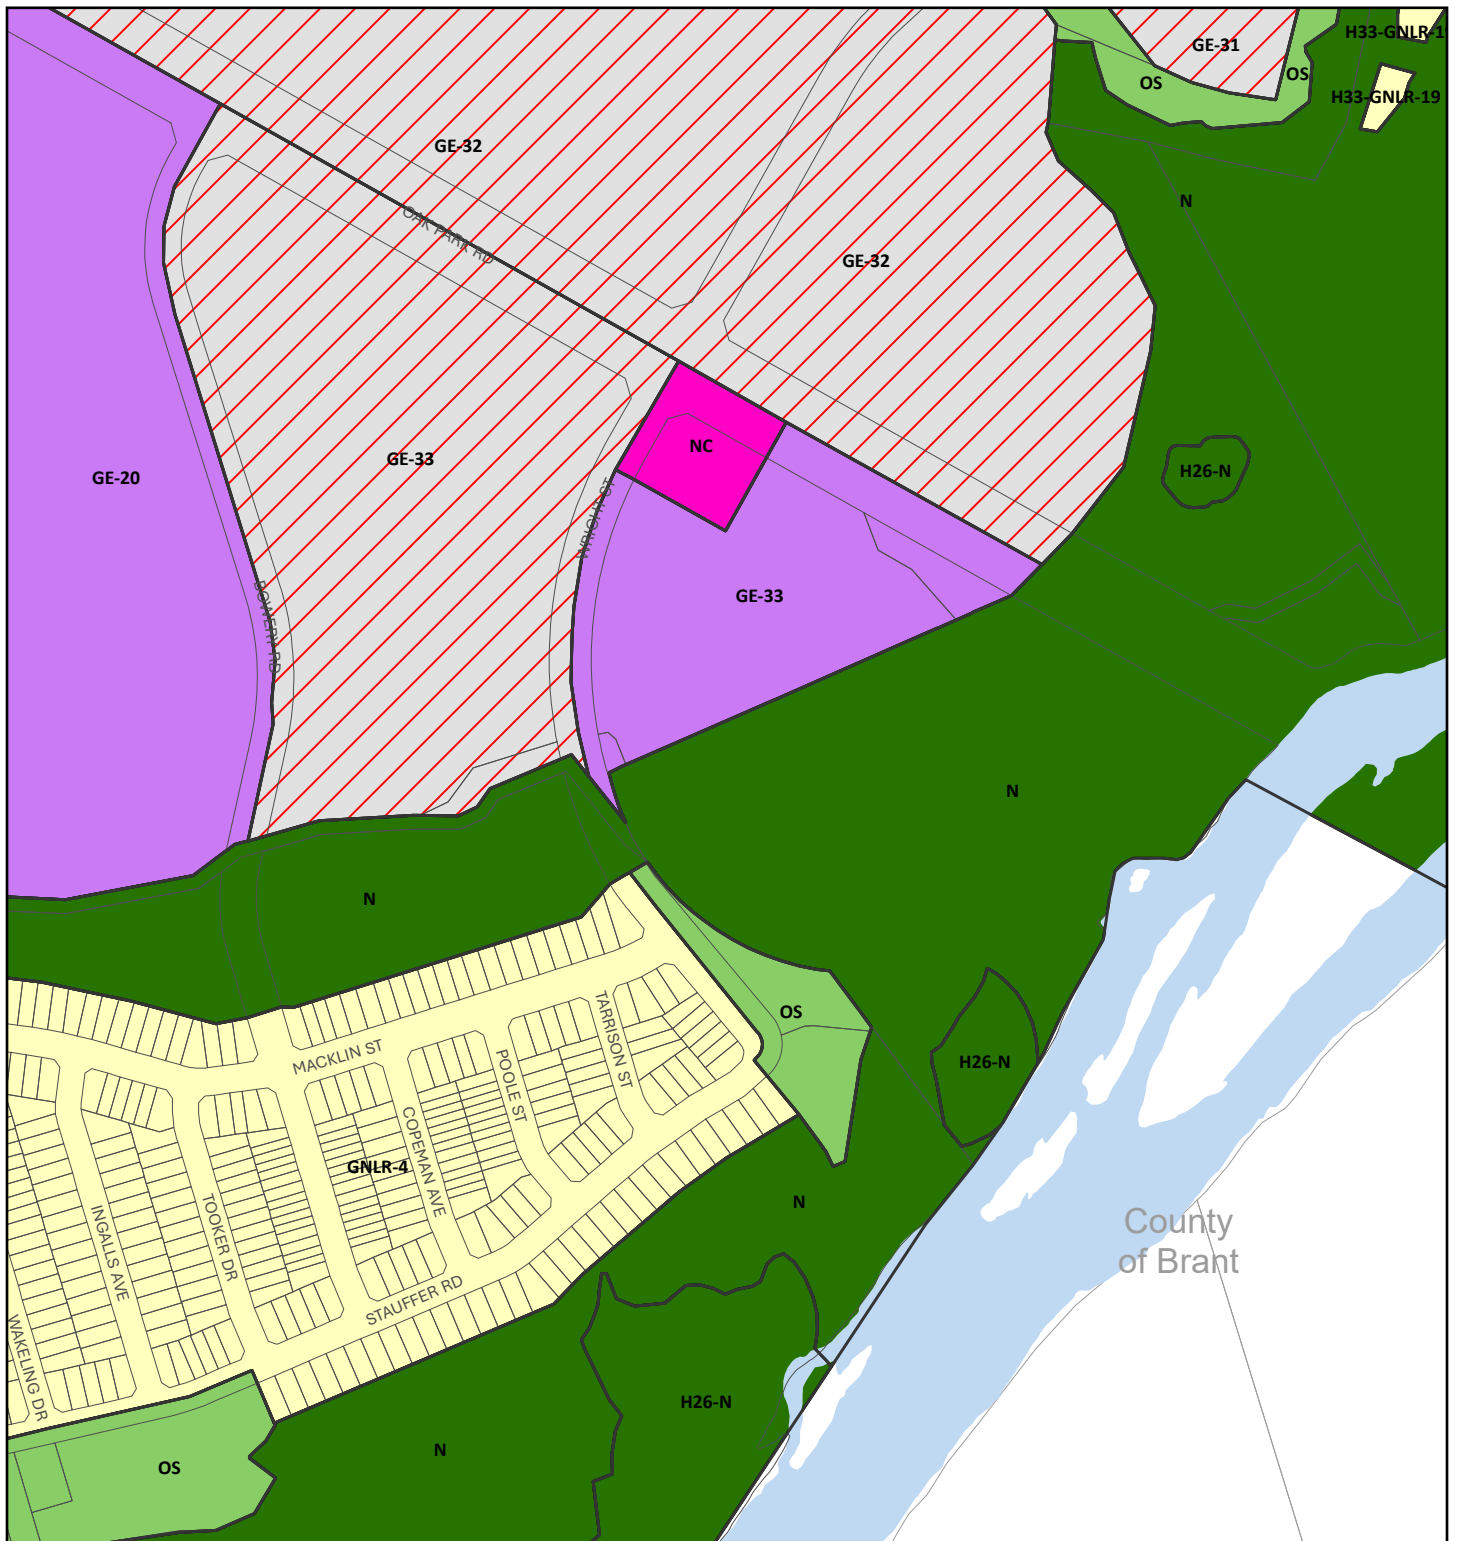 GE-31
H33-GNLR-1
OS
OS
H33-GNLR-19
GE-32
N
OAK PARK RD
GE-32
NC
GE-33
H26-N
GE-20
WRIGHT ST
GE-33
BOWERY RD
N
N
OS
MACKLIN ST
TARRISON ST
H26-N
POOLE ST
COPEMAN AVE
GNLR-4
N
County
of Brant
TOOKER DR
INGALLS AVE
STAUFFER RD
WAKELING DR
H26-N
N
OS